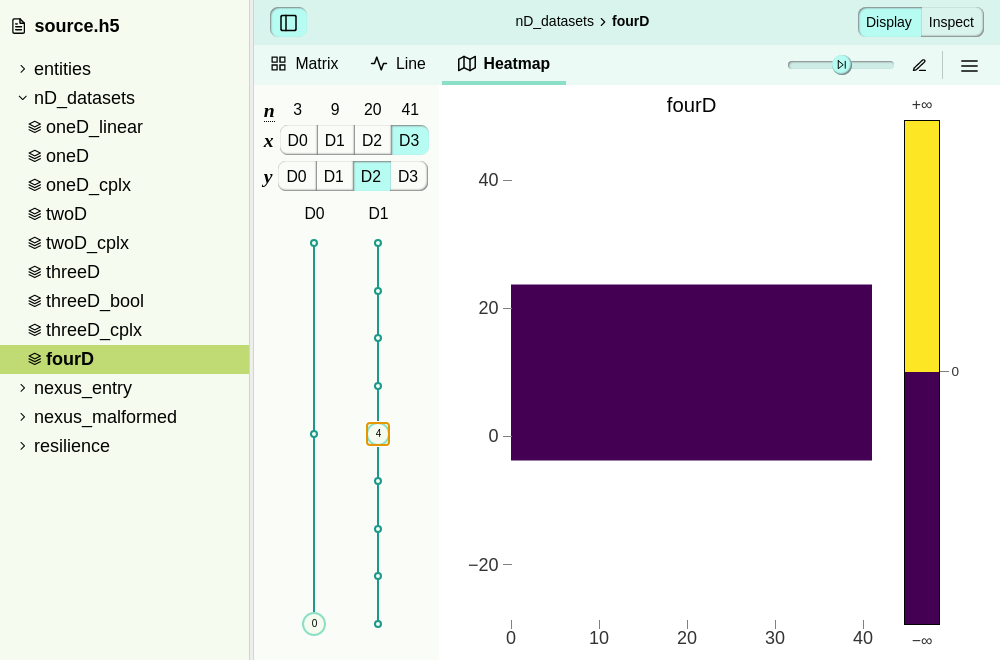 source.h5
entities
nD_datasets
oneD_linear
oneD
oneD_cplx
twoD
twoD_cplx
threeD
threeD_bool
threeD_cplx
fourD
nexus_entry
nexus_malformed
resilience
nD_datasets > fourD
Display Inspect
Matrix Line Heatmap
n 3 9 20 41
x D0 D1 D2 D3
y D0 D1 D2 D3
D0 D1
4
0
fourD
40
20
0
−20
0 10 20 30 40
+∞
0
−∞